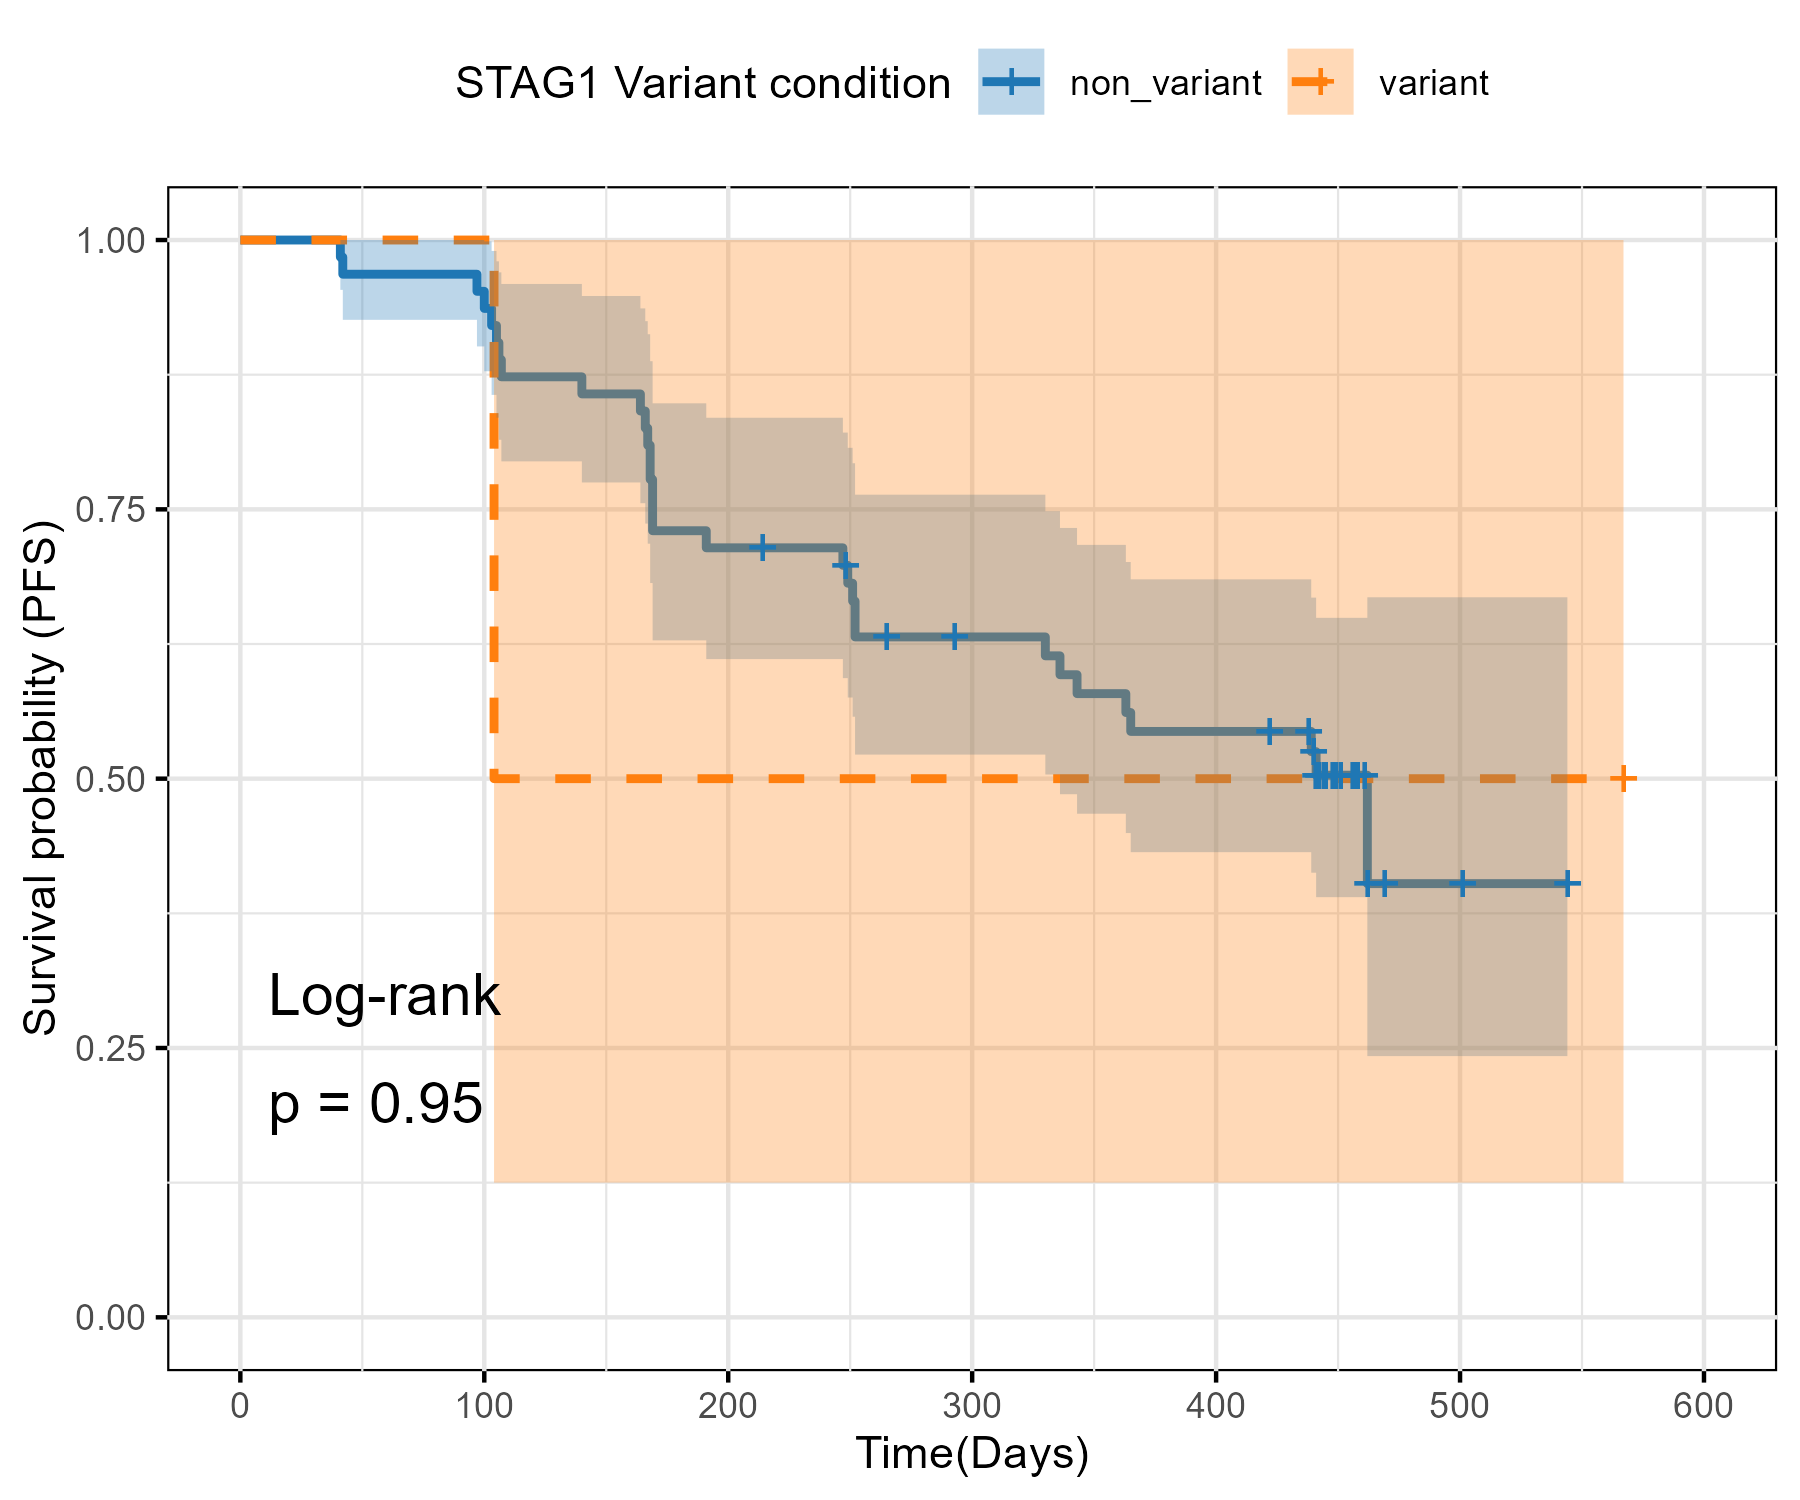 STAG1 Variant condition non_variant variant
Survival probability (PFS)
1.00
0.75
0.50
0.25
0.00
Log-rank
p = 0.95
0 100 200 300 400 500 600
Time(Days)